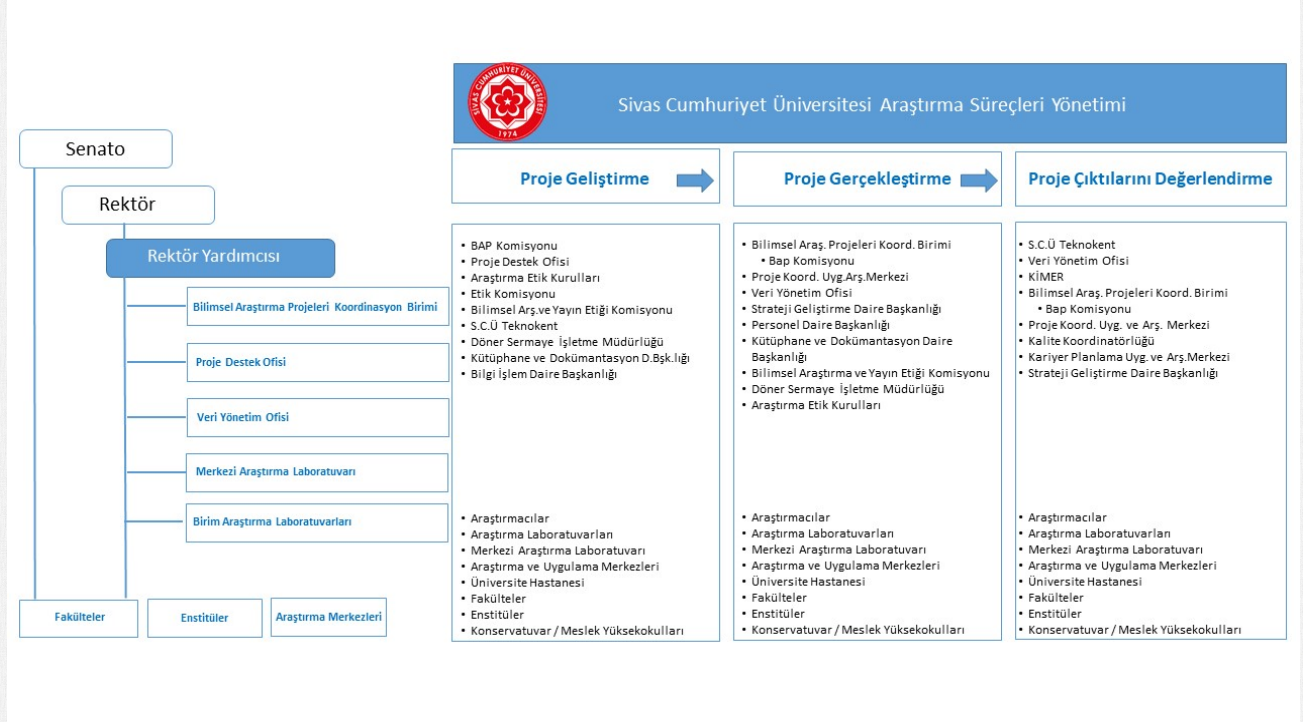 SİVAS CUMHURİYET ÜNİVERSİTESİ
1974
Sivas Cumhuriyet Üniversitesi Araştırma Süreçleri Yönetimi
Senato
Rektör
Rektör Yardımcısı
Bilimsel Araştırma Projeleri Koordinasyon Birimi
Proje Destek Ofisi
Veri Yönetim Ofisi
Merkezi Araştırma Laboratuvarı
Birim Araştırma Laboratuvarları
Fakülteler
Enstitüler
Araştırma Merkezleri
Proje Geliştirme
• BAP Komisyonu
• Proje Destek Ofisi
• Araştırma Etik Kurulları
• Etik Komisyonu
• Bilimsel Arş.ve Yayın Etiği Komisyonu
• S.C.Ü Teknokent
• Döner Sermaye İşletme Müdürlüğü
• Kütüphane ve Dokümantasyon D.Bşk.lığı
• Bilgi İşlem Daire Başkanlığı
• Araştırmacılar
• Araştırma Laboratuvarları
• Merkezi Araştırma Laboratuvarı
• Araştırma ve Uygulama Merkezleri
• Üniversite Hastanesi
• Fakülteler
• Enstitüler
• Konservatuvar / Meslek Yüksekokulları
Proje Gerçekleştirme
• Bilimsel Araş. Projeleri Koord. Birimi
• Bap Komisyonu
• Proje Koord. Uyg.Arş.Merkezi
• Veri Yönetim Ofisi
• Strateji Geliştirme Daire Başkanlığı
• Personel Daire Başkanlığı
• Kütüphane ve Dokümantasyon Daire
Başkanlığı
• Bilimsel Araştırma ve Yayın Etiği Komisyonu
• Döner Sermaye İşletme Müdürlüğü
• Araştırma Etik Kurulları
• Araştırmacılar
• Araştırma Laboratuvarları
• Merkezi Araştırma Laboratuvarı
• Araştırma ve Uygulama Merkezleri
• Üniversite Hastanesi
• Fakülteler
• Enstitüler
• Konservatuvar / Meslek Yüksekokulları
Proje Çıktılarını Değerlendirme
• S.C.Ü Teknokent
• Veri Yönetim Ofisi
• KİMER
• Bilimsel Araş. Projeleri Koord. Birimi
• Bap Komisyonu
• Proje Koord. Uyg. ve Arş. Merkezi
• Kalite Koordinatörlüğü
• Kariyer Planlama Uyg. ve Arş.Merkezi
• Strateji Geliştirme Daire Başkanlığı
• Araştırmacılar
• Araştırma Laboratuvarları
• Merkezi Araştırma Laboratuvarı
• Araştırma ve Uygulama Merkezleri
• Üniversite Hastanesi
• Fakülteler
• Enstitüler
• Konservatuvar / Meslek Yüksekokulları